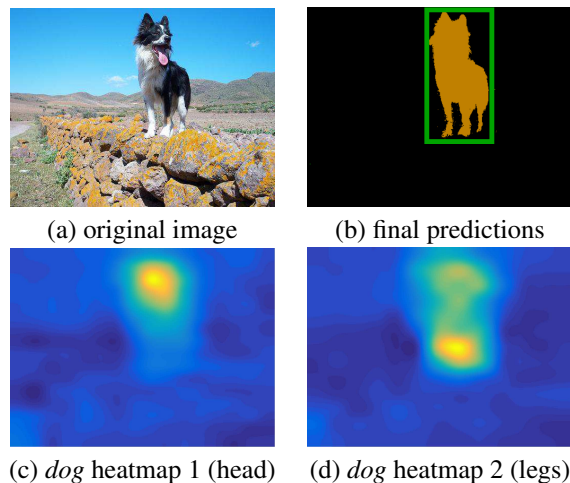 (a) original image
(b) final predictions
(c) dog heatmap 1 (head)
(d) dog heatmap 2 (legs)